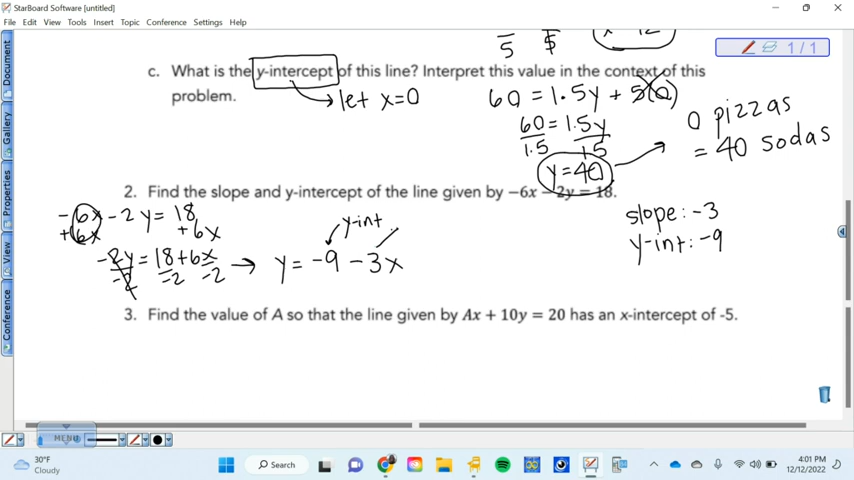 StarBoard Software [untitled]
File Edit View Tools Text Conference Settings Help
1 / 1
5 $
c. What is the y-intercept of this line? Interpret this value in the context of this
problem.
let x=0
60 = 1.5y + 5(0)
60 = 1.5y
1.5 1.5
y=40
0 pizzas
= 40 sodas
2. Find the slope and y-intercept of the line given by −6x − 2y = 18.
-6x -2y = 18
+6x +6x
-2y = 18+6x
-2 -2 -2
y-int
y = -9 -3x
slope: -3
y-int: -9
3. Find the value of A so that the line given by Ax + 10y = 20 has an x-intercept of -5.
Document
Gallery
Properties
View
Conference
MENU
30°F
Cloudy
Search
4:01 PM
12/12/2022